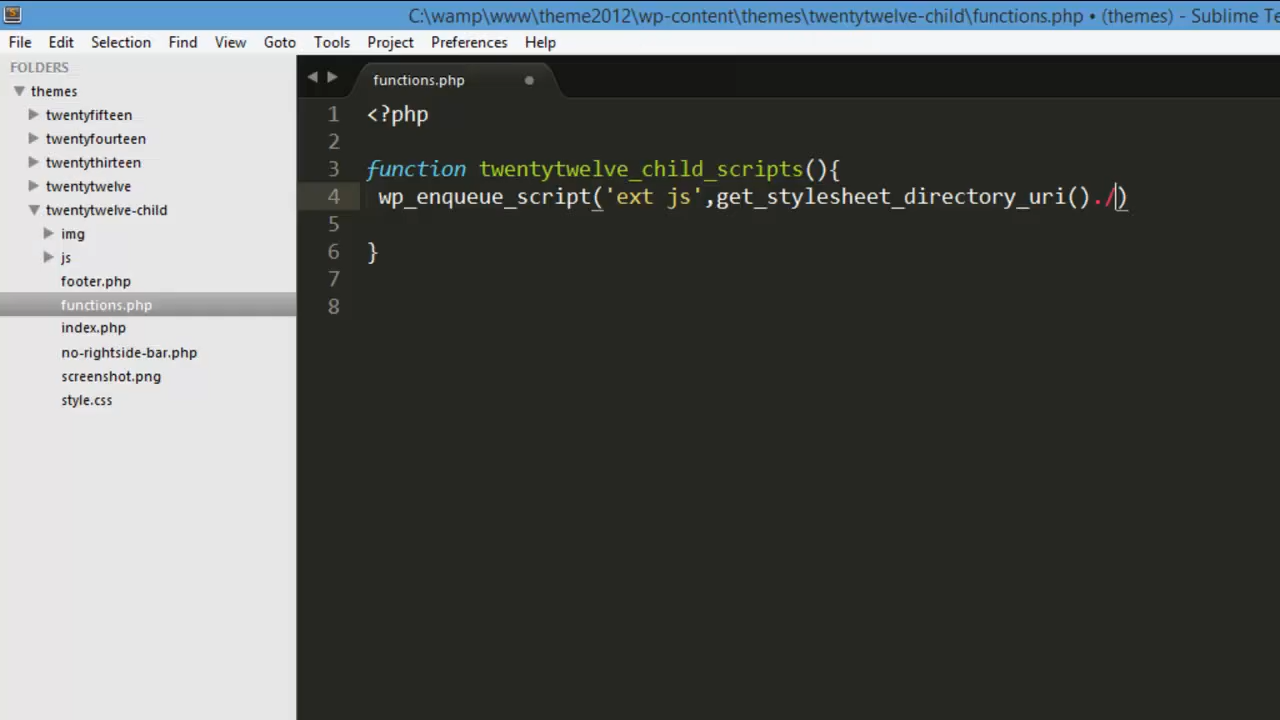 C:\wamp\www\theme2012\wp-content\themes\twentytwelve-child\functions.php • (themes) - Sublime Te
File Edit Selection Find View Goto Tools Project Preferences Help
FOLDERS
themes
twentyfifteen
twentyfourteen
twentythirteen
twentytwelve
twentytwelve-child
img
js
footer.php
functions.php
index.php
no-rightside-bar.php
screenshot.png
style.css
functions.php
1 <?php
2
3 function twentytwelve_child_scripts(){
4 wp_enqueue_script('ext js',get_stylesheet_directory_uri()./)
5
6 }
7
8